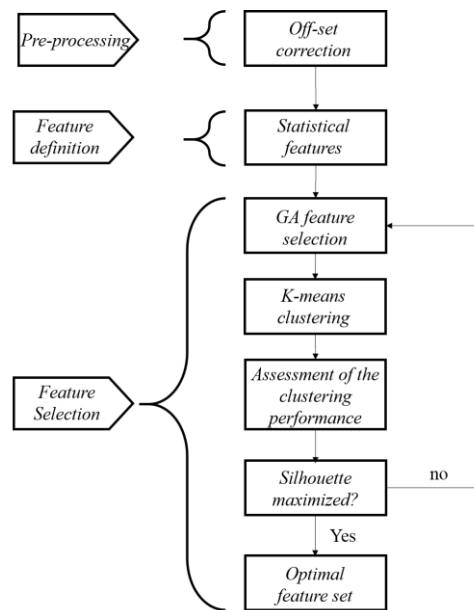 Pre-processing
Off-set
correction
Feature
definition
Statistical
features
GA feature
selection
K-means
clustering
Feature
Selection
Assessment of the
clustering
performance
Silhouette
maximized?
no
Yes
Optimal
feature set